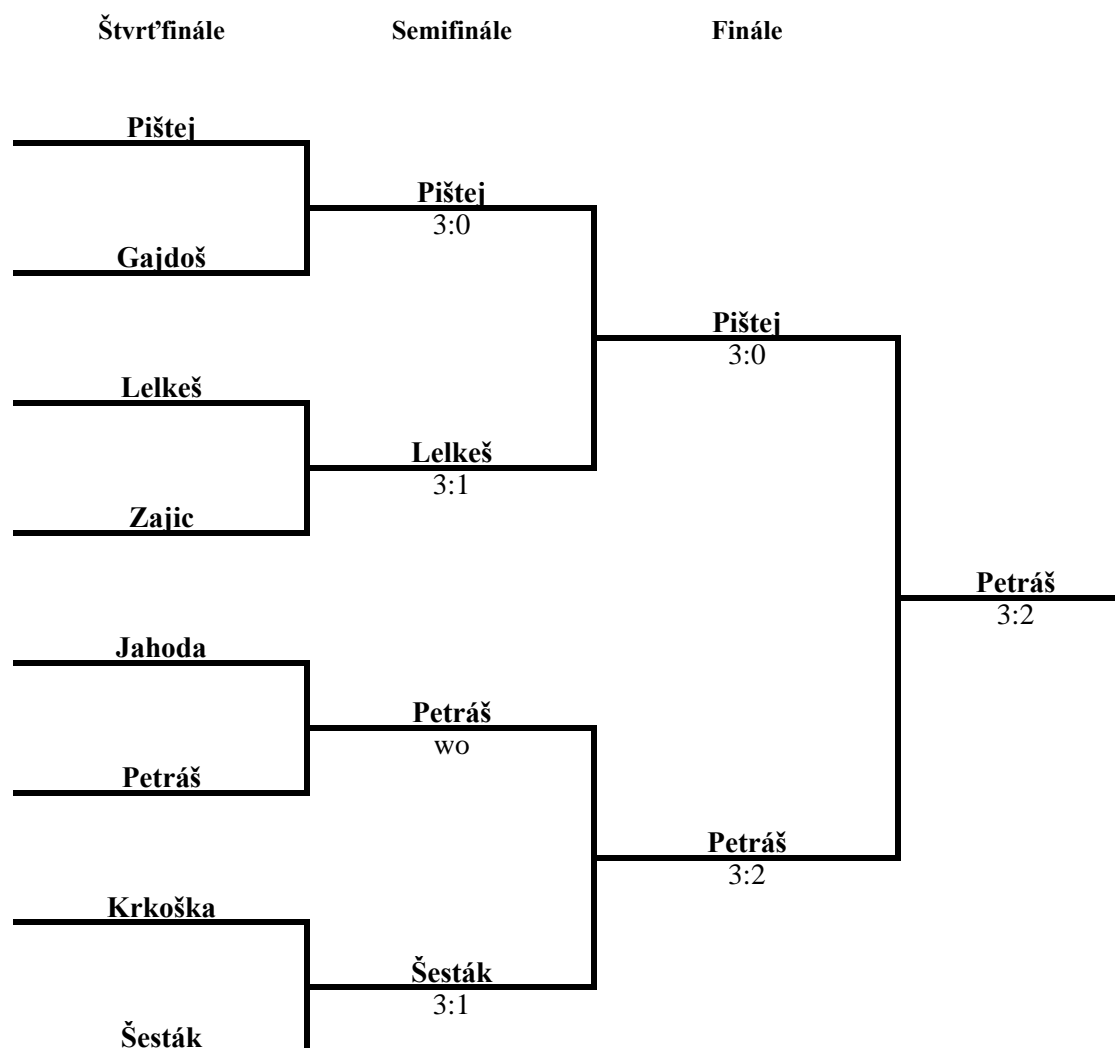 Štvrťfinále Semifinále Finále
Pištej
Pištej
3:0
Gajdoš
Pištej
3:0
Lelkeš
Lelkeš
3:1
Zajic
Petráš
3:2
Jahoda
Petráš
wo
Petráš
Petráš
3:2
Krkoška
Šesták
3:1
Šesták